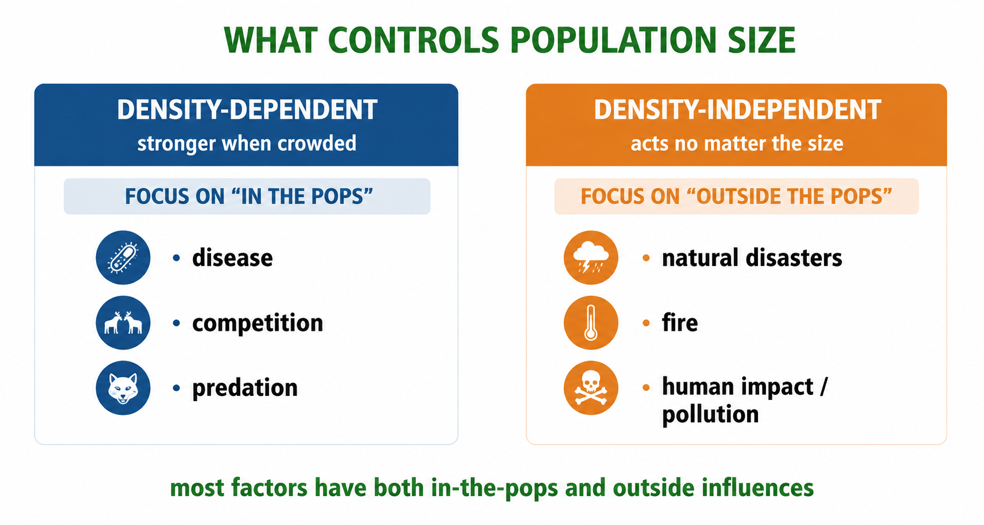 WHAT CONTROLS POPULATION SIZE
DENSITY-DEPENDENT
stronger when crowded
FOCUS ON “IN THE POPS”
• disease
• competition
• predation
DENSITY-INDEPENDENT
acts no matter the size
FOCUS ON “OUTSIDE THE POPS”
• natural disasters
• fire
• human impact /
pollution
most factors have both in-the-pops and outside influences